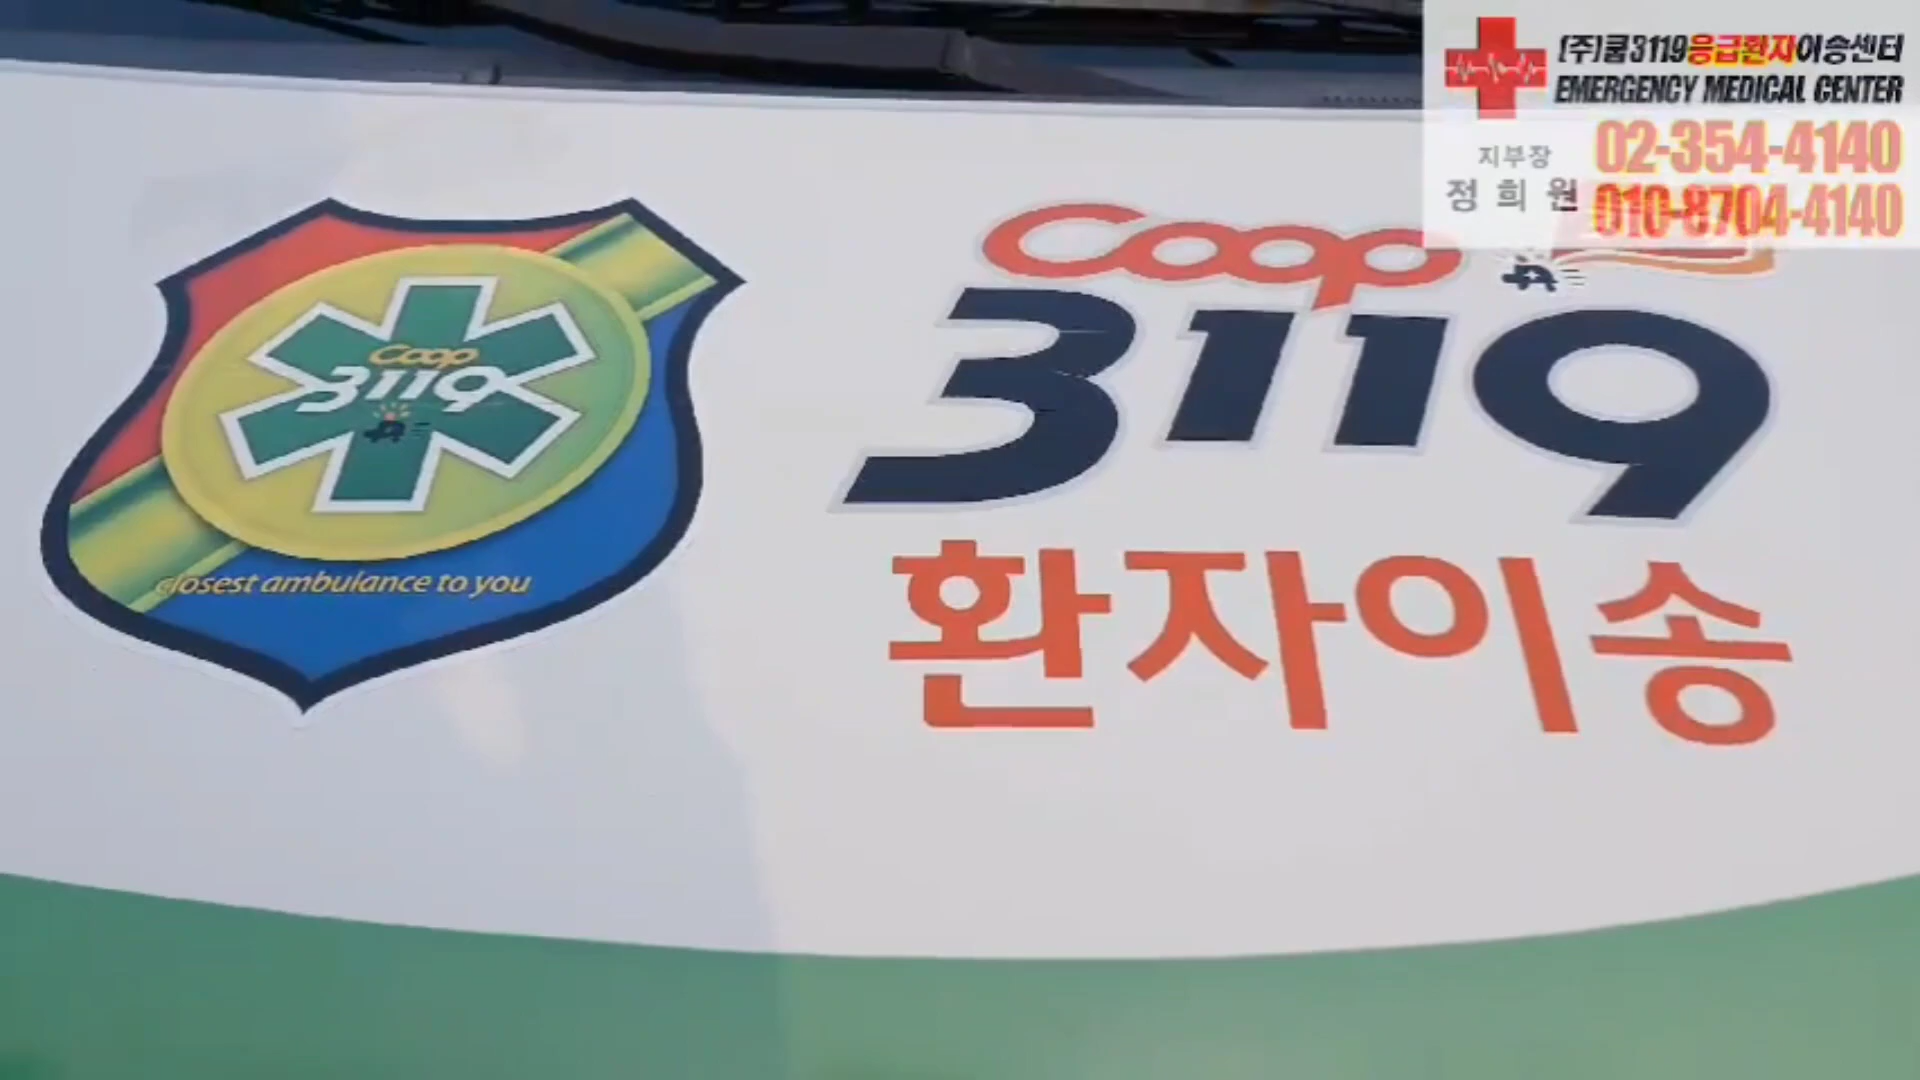 (주)쿱3119응급환자이송센터
EMERGENCY MEDICAL CENTER
지부장
정 희 원
02-354-4140
010-8704-4140
Coop
3119
closest ambulance to you
Coop
3119
환자이송